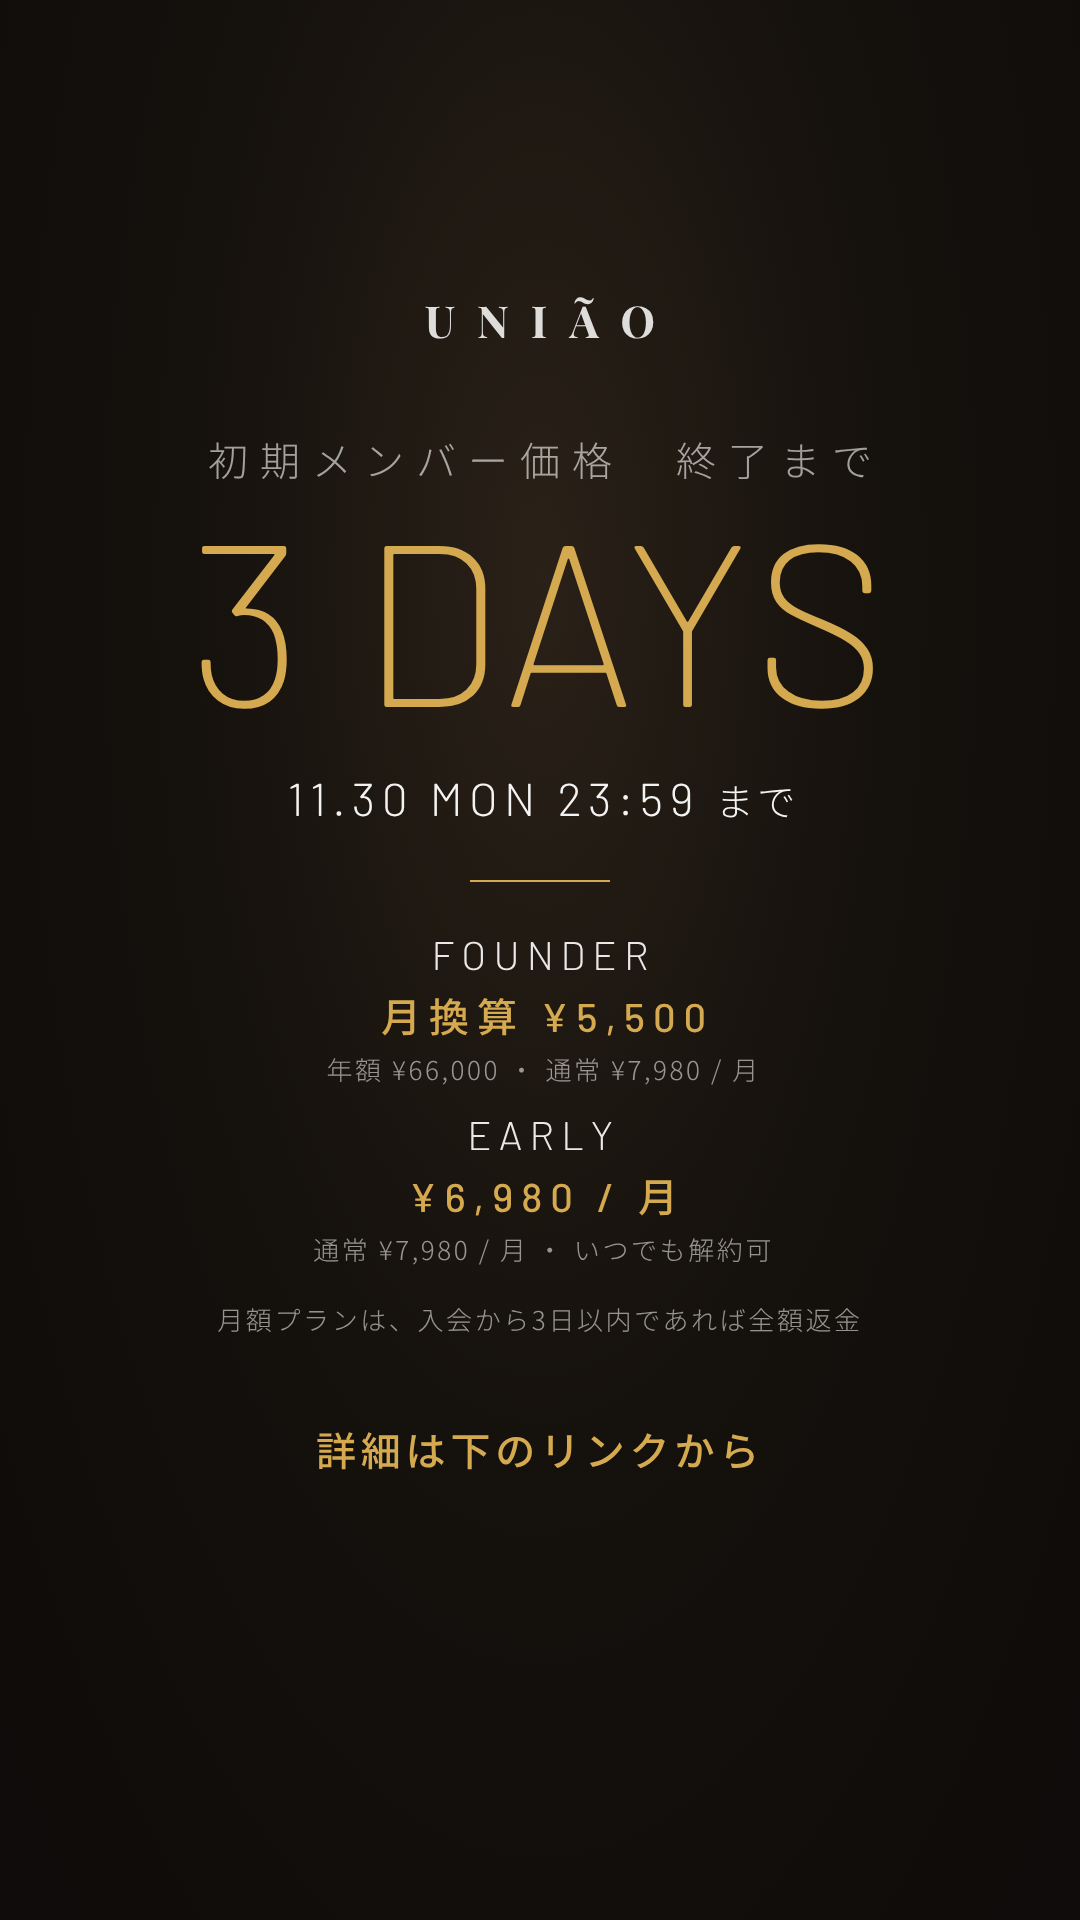 UNIÃO
初期メンバー価格　終了まで
3 DAYS
11.30 MON 23:59 まで
FOUNDER
月換算 ¥5,500
年額 ¥66,000 ・ 通常 ¥7,980 / 月
EARLY
¥6,980 / 月
通常 ¥7,980 / 月 ・ いつでも解約可
月額プランは、入会から3日以内であれば全額返金
詳細は下のリンクから